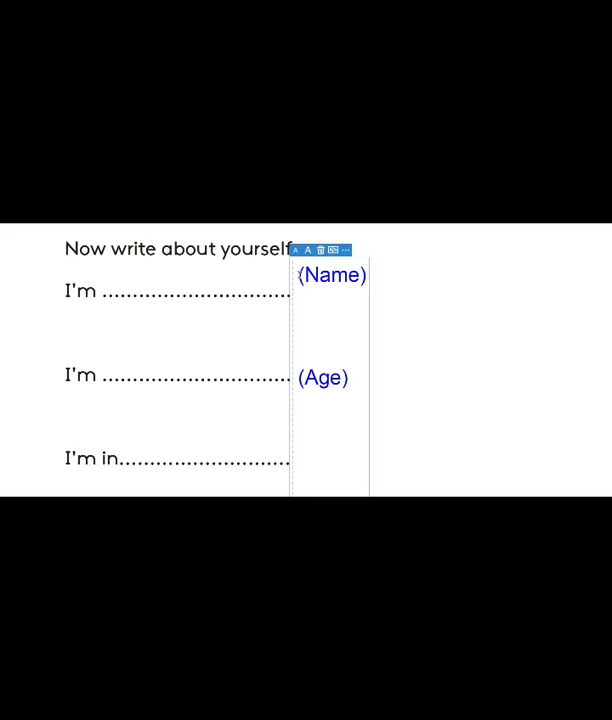 Now write about yourself
(Name)
I'm ...............................
I'm ............................... (Age)
I'm in............................